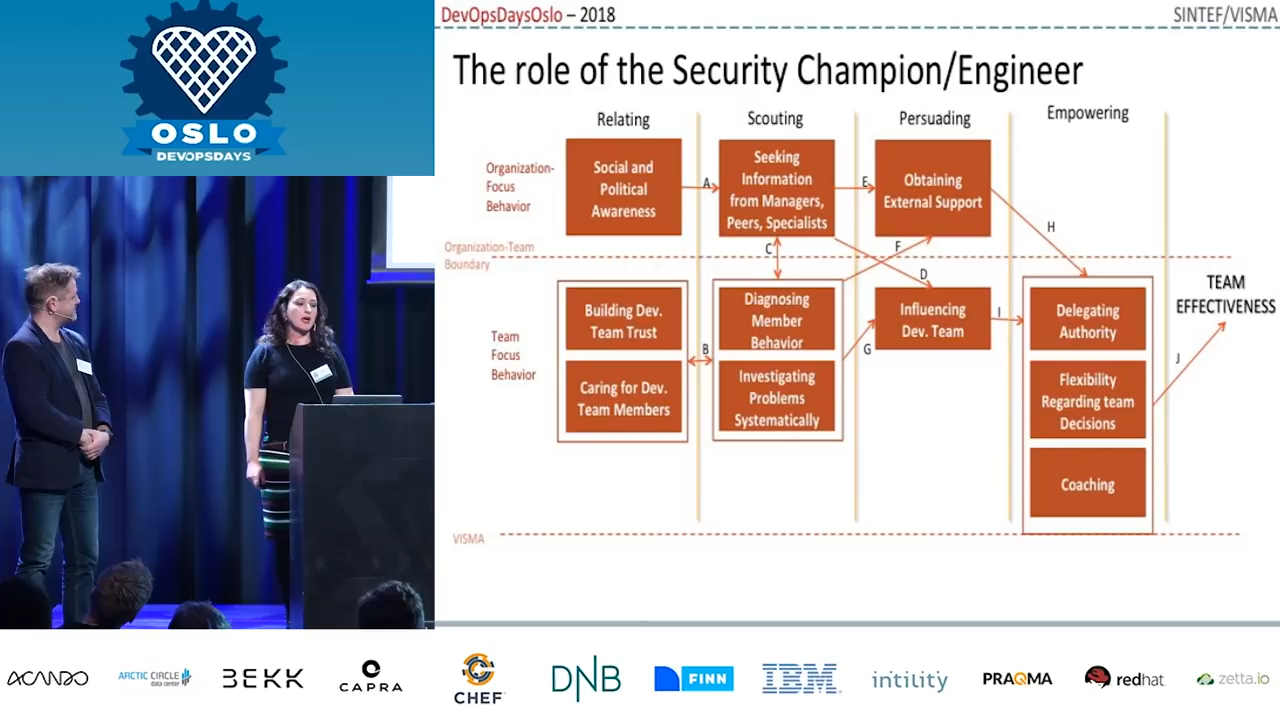 OSLO
DEVOPSDAYS
DevOpsDaysOslo – 2018
SINTEF/VISMA
The role of the Security Champion/Engineer
Relating
Scouting
Persuading
Empowering
Organization-
Focus
Behavior
Social and
Political
Awareness
A
Seeking
Information
from Managers,
Peers, Specialists
E
Obtaining
External Support
H
Organization-Team
Boundary
C
F
D
Team
Focus
Behavior
Building Dev.
Team Trust
Caring for Dev.
Team Members
B
Diagnosing
Member
Behavior
Investigating
Problems
Systematically
G
Influencing
Dev. Team
I
Delegating
Authority
Flexibility
Regarding team
Decisions
Coaching
J
TEAM
EFFECTIVENESS
VISMA
ACANDO
ARCTIC CIRCLE
data center
BEKK
CAPRA
CHEF
DNB
FINN
IBM
intility
PRAQMA
redhat
zetta.io